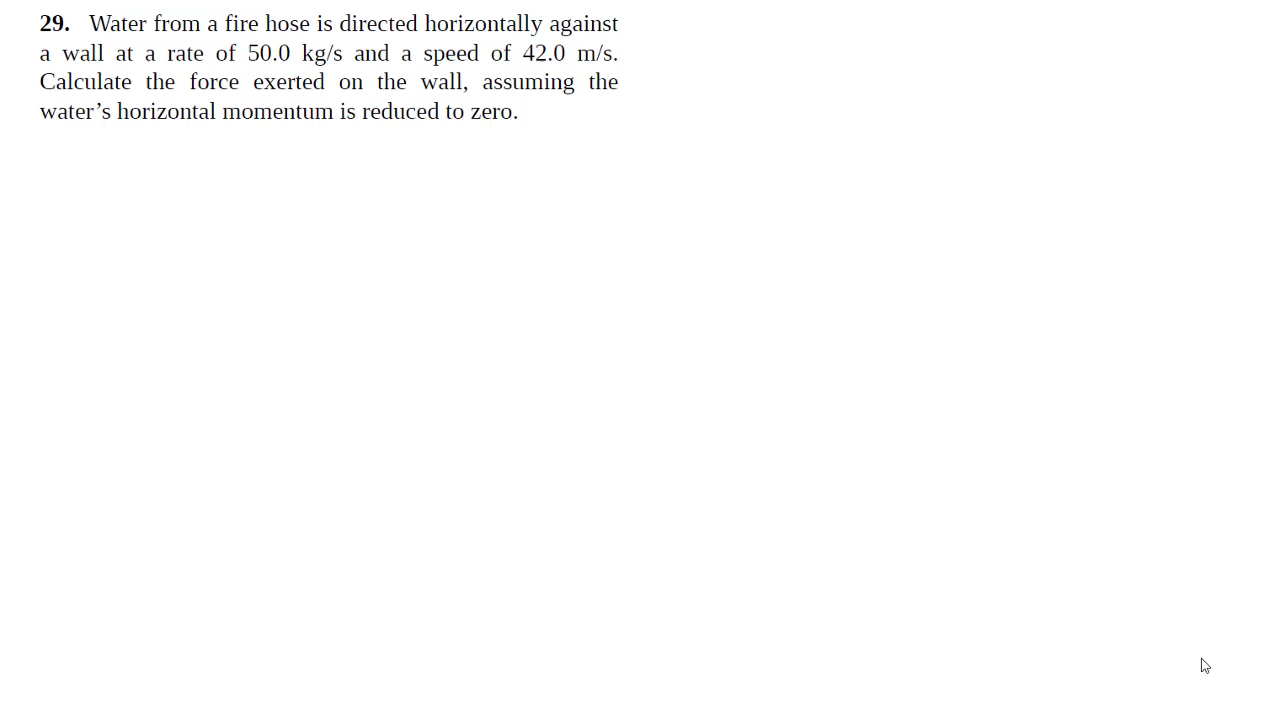 29. Water from a fire hose is directed horizontally against
a wall at a rate of 50.0 kg/s and a speed of 42.0 m/s.
Calculate the force exerted on the wall, assuming the
water’s horizontal momentum is reduced to zero.